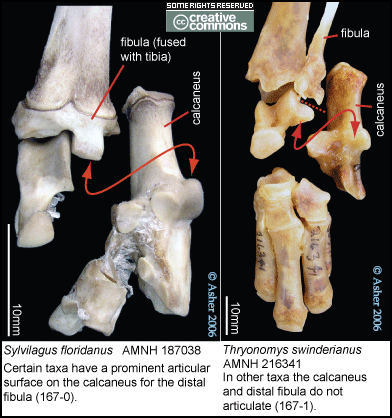 SOME RIGHTS RESERVED
cc creative
commons
fibula (fused
with tibia)
calcaneus
10mm
© Asher 2006
fibula
calcaneus
316341
10mm
© Asher 2006
Sylvilagus floridanus AMNH 187038
Certain taxa have a prominent articular
surface on the calcaneus for the distal
fibula (167-0).
Thryonomys swinderianus
AMNH 216341
In other taxa the calcaneus
and distal fibula do not
articulate (167-1).